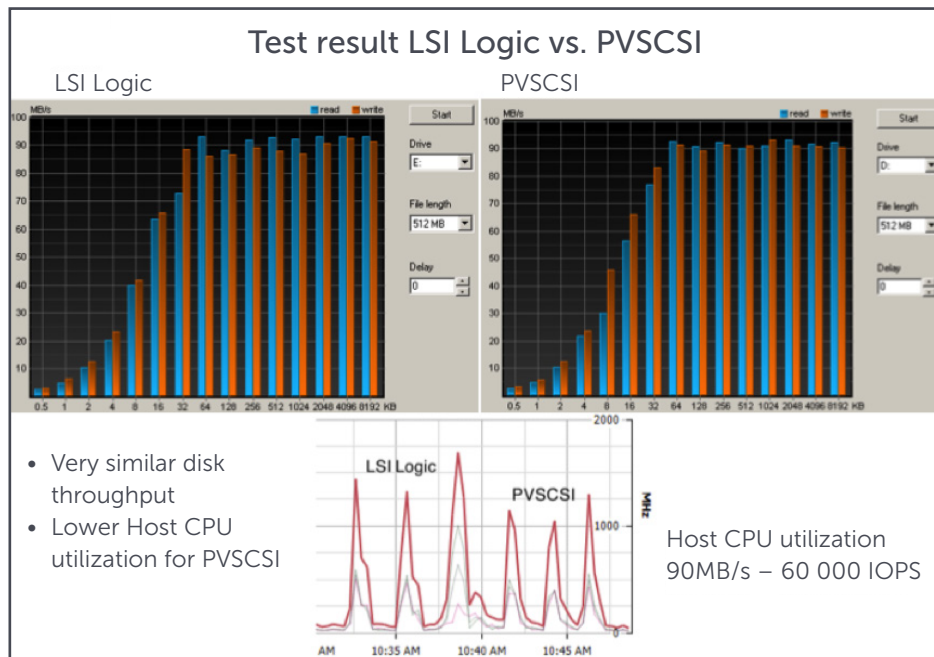 Test result LSI Logic vs. PVSCSI
LSI Logic
PVSCSI
MB/s
read write
100
90
80
70
60
50
40
30
20
10
0.5 1 2 4 8 16 32 64 128 256 512 1024 2048 4096 8192 KB
Start
Drive
E:
File length
512 MB
Delay
0
MB/s
read write
100
90
80
70
60
50
40
30
20
10
0.5 1 2 4 8 16 32 64 128 256 512 1024 2048 4096 8192 KB
Start
Drive
D:
File length
512 MB
Delay
0
• Very similar disk
throughput
• Lower Host CPU
utilization for PVSCSI
LSI Logic
PVSCSI
2000
1000
0
MHz
AM 10:35 AM 10:40 AM 10:45 AM
Host CPU utilization
90MB/s – 60 000 IOPS